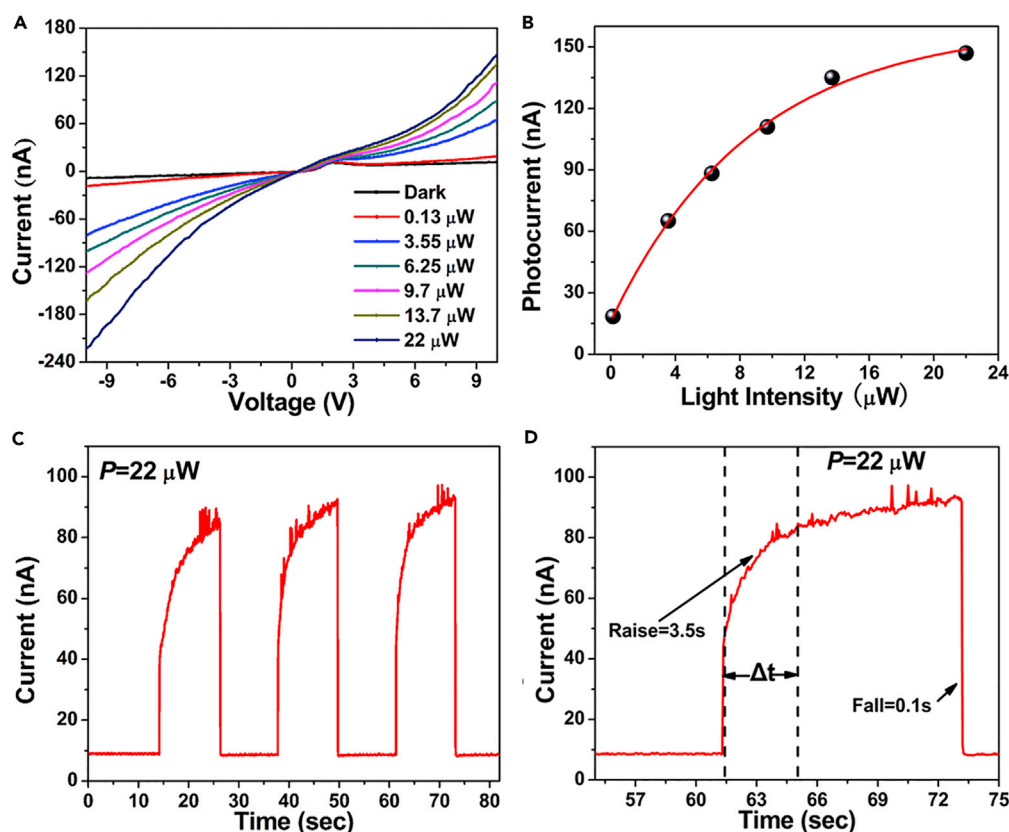 A
180
120
60
0
-60
-120
-180
-240
Current (nA)
Dark
0.13 μW
3.55 μW
6.25 μW
9.7 μW
13.7 μW
22 μW
-9 -6 -3 0 3 6 9
Voltage (V)
B
150
120
90
60
30
0
Photocurrent (nA)
0 4 8 12 16 20 24
Light Intensity (μW)
C
P=22 μW
100
80
60
40
20
0
Current (nA)
0 10 20 30 40 50 60 70 80
Time (sec)
D
P=22 μW
100
80
60
40
20
0
Current (nA)
Raise=3.5s
Δt
Fall=0.1s
57 60 63 66 69 72 75
Time (sec)